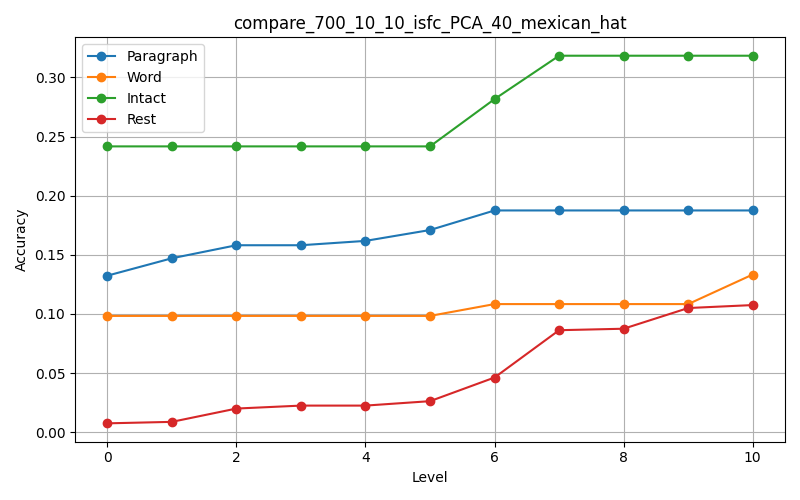 compare_700_10_10_isfc_PCA_40_mexican_hat
Paragraph
Word
Intact
Rest
0.30
0.25
0.20
0.15
0.10
0.05
0.00
Accuracy
0 2 4 6 8 10
Level